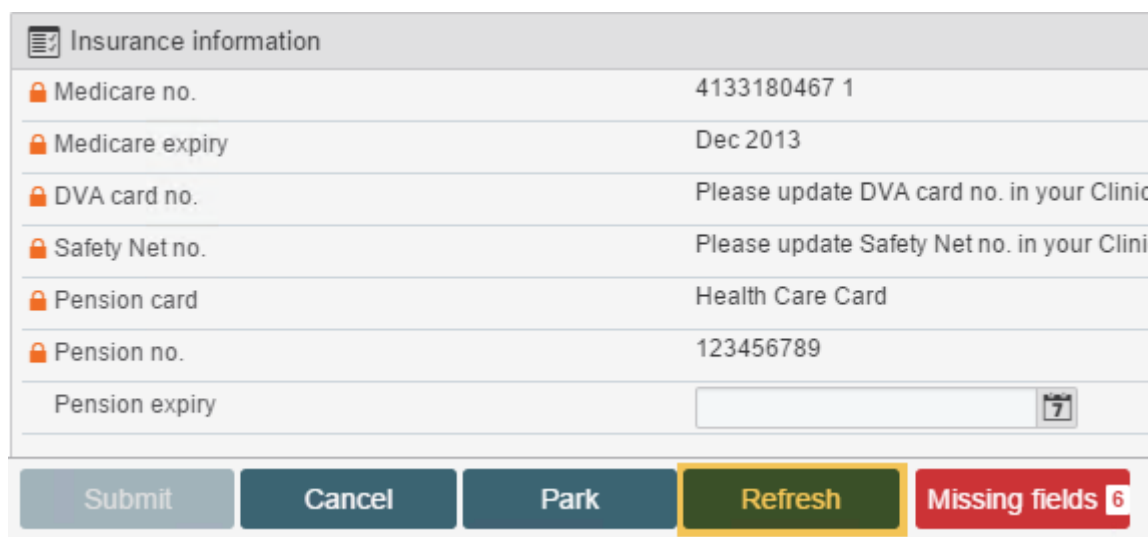 Insurance information
Medicare no. 4133180467 1
Medicare expiry Dec 2013
DVA card no. Please update DVA card no. in your Clinic
Safety Net no. Please update Safety Net no. in your Clini
Pension card Health Care Card
Pension no. 123456789
Pension expiry 7
Submit Cancel Park Refresh Missing fields 6